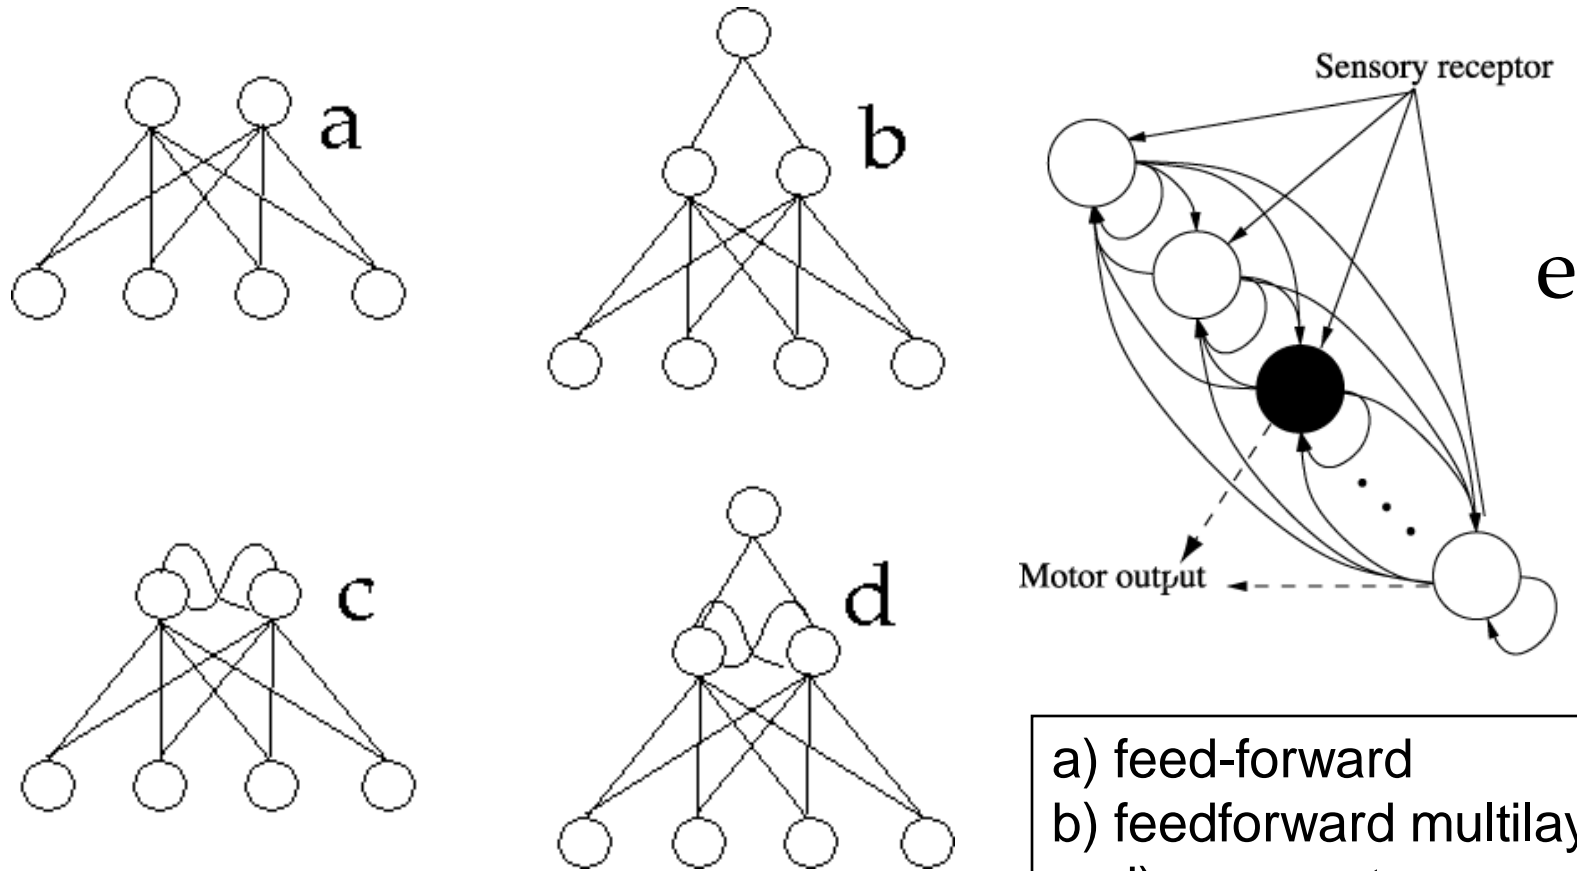 a
b
Sensory receptor
e
c
d
Motor output
a) feed-forward
b) feedforward multilay